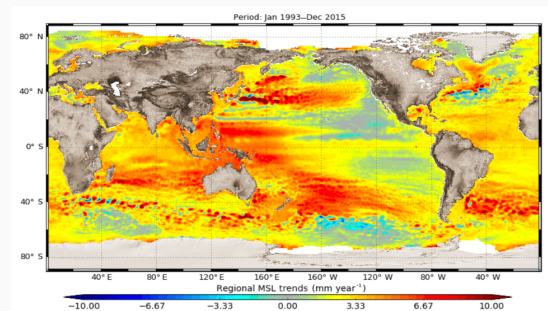 Period: Jan 1993—Dec 2015
80° N
40° N
0° S
40° S
80° S
40° E 80° E 120° E 160° E 160° W 120° W 80° W 40° W
Regional MSL trends (mm year⁻¹)
−10.00 −6.67 −3.33 0.00 3.33 6.67 10.00